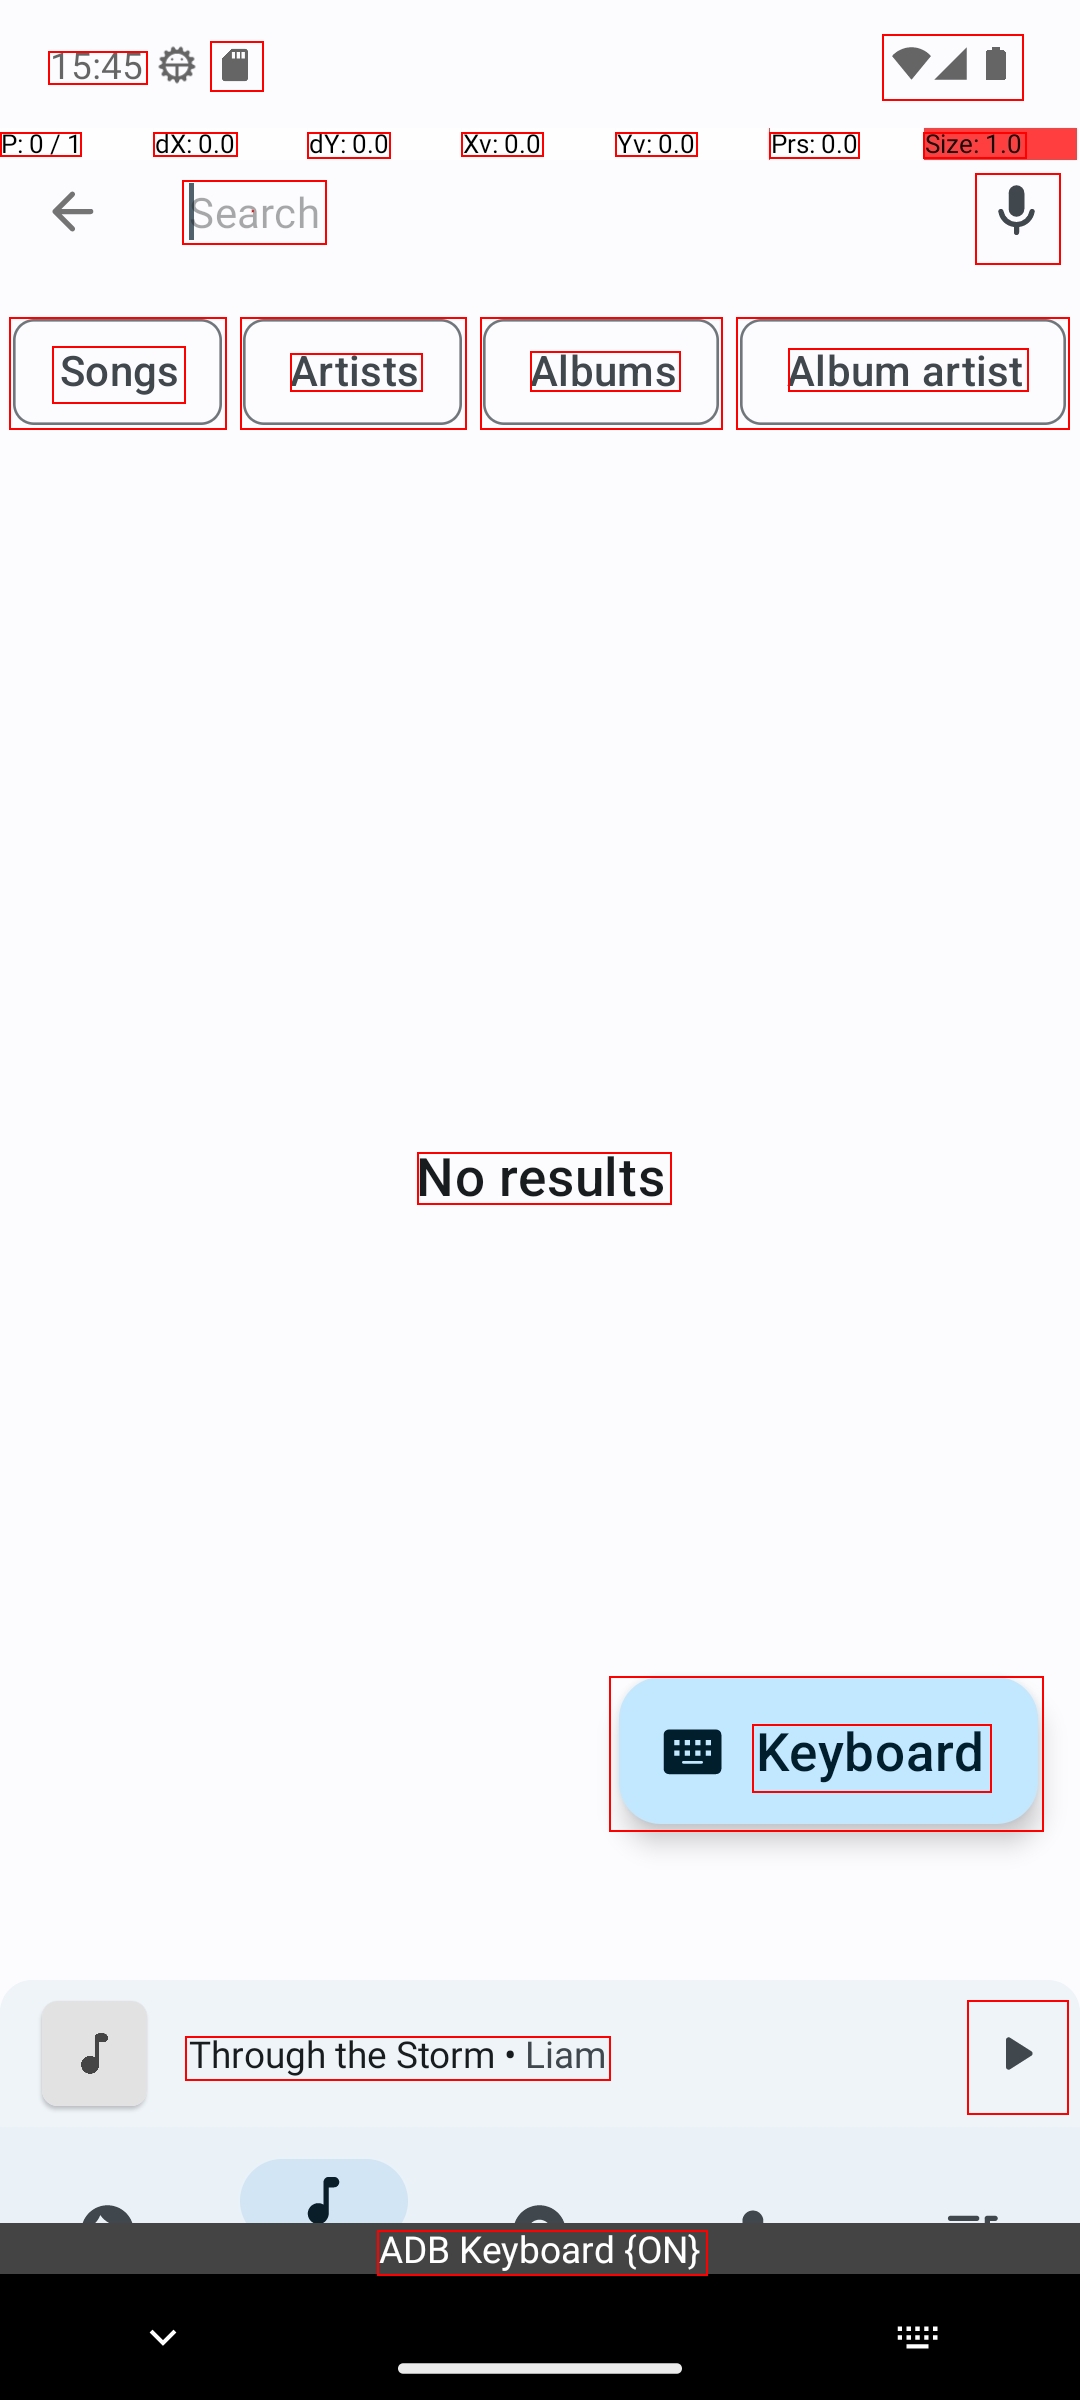 15:45
P: 0 / 1 dX: 0.0 dY: 0.0 Xv: 0.0 Yv: 0.0 Prs: 0.0 Size: 1.0
Search
Songs Artists Albums Album artist
No results
Keyboard
Through the Storm • Liam
ADB Keyboard {ON}